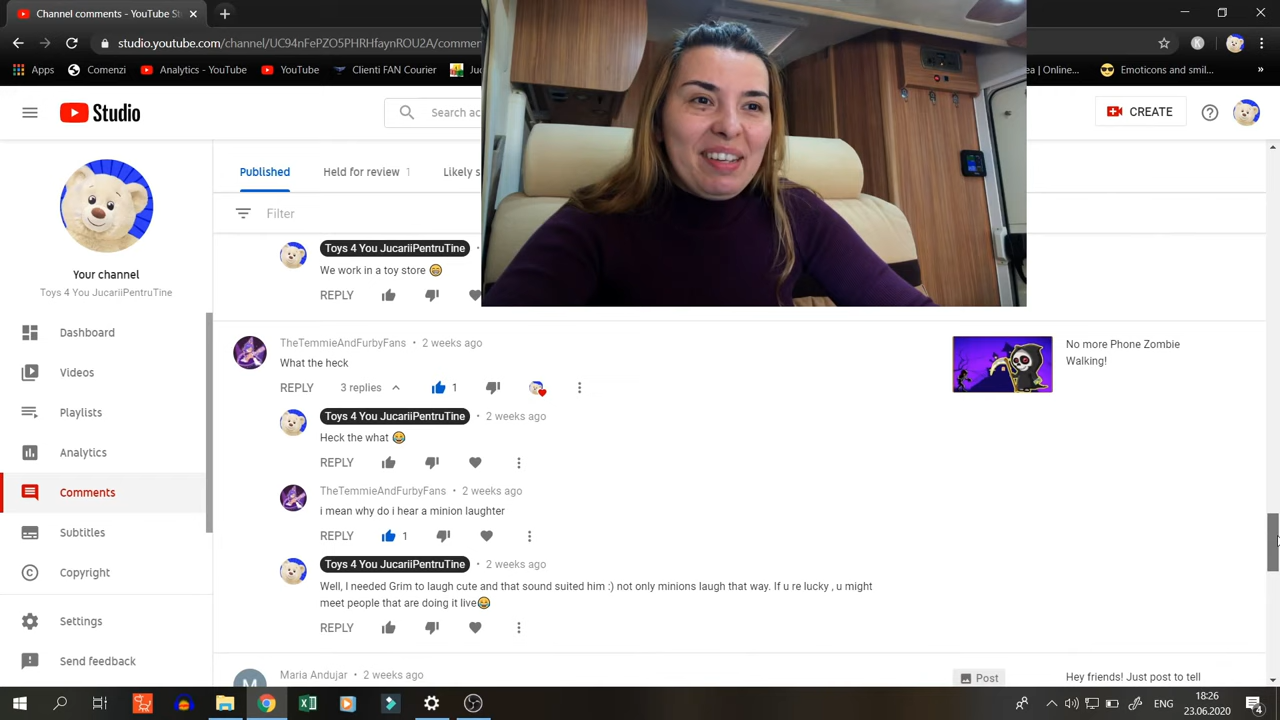 Channel comments - YouTube St
studio.youtube.com/channel/UC94nFePZO5PHRHfaynROU2A/comme
Apps
Comenzi
Analytics - YouTube
YouTube
Clienti FAN Courier
ea | Online...
Emoticons and smil...
»
Studio
Search ac
CREATE
Your channel
Toys 4 You JucariiPentruTine
Dashboard
Videos
Playlists
Analytics
Comments
Subtitles
Copyright
Settings
Send feedback
Published
Held for review 1
Likely s
Filter
Toys 4 You JucariiPentruTine •
We work in a toy store 😁
REPLY
TheTemmieAndFurbyFans • 2 weeks ago
What the heck
REPLY 3 replies 1
Toys 4 You JucariiPentruTine • 2 weeks ago
Heck the what 😂
REPLY
TheTemmieAndFurbyFans • 2 weeks ago
i mean why do i hear a minion laughter
REPLY 1
Toys 4 You JucariiPentruTine • 2 weeks ago
Well, I needed Grim to laugh cute and that sound suited him :) not only minions laugh that way. If u re lucky , u might
meet people that are doing it live😂
REPLY
No more Phone Zombie
Walking!
M
Maria Andujar • 2 weeks ago
Post
Hey friends! Just post to tell
ENG
18:26
23.06.2020
4